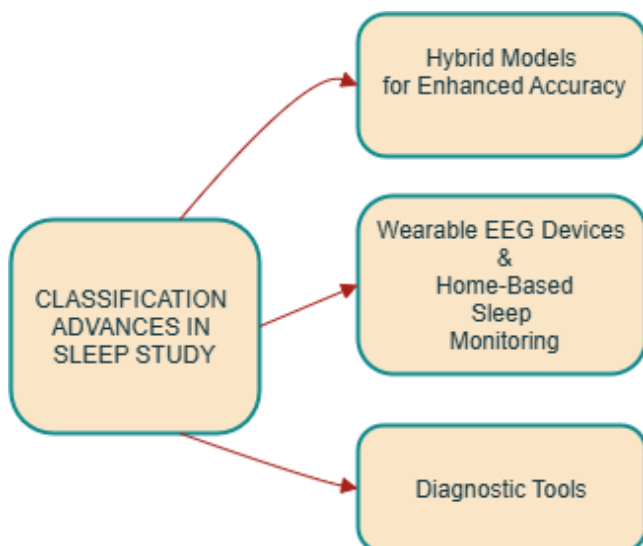 Hybrid Models
for Enhanced Accuracy
Wearable EEG Devices
&
Home-Based
Sleep
Monitoring
CLASSIFICATION
ADVANCES IN
SLEEP STUDY
Diagnostic Tools